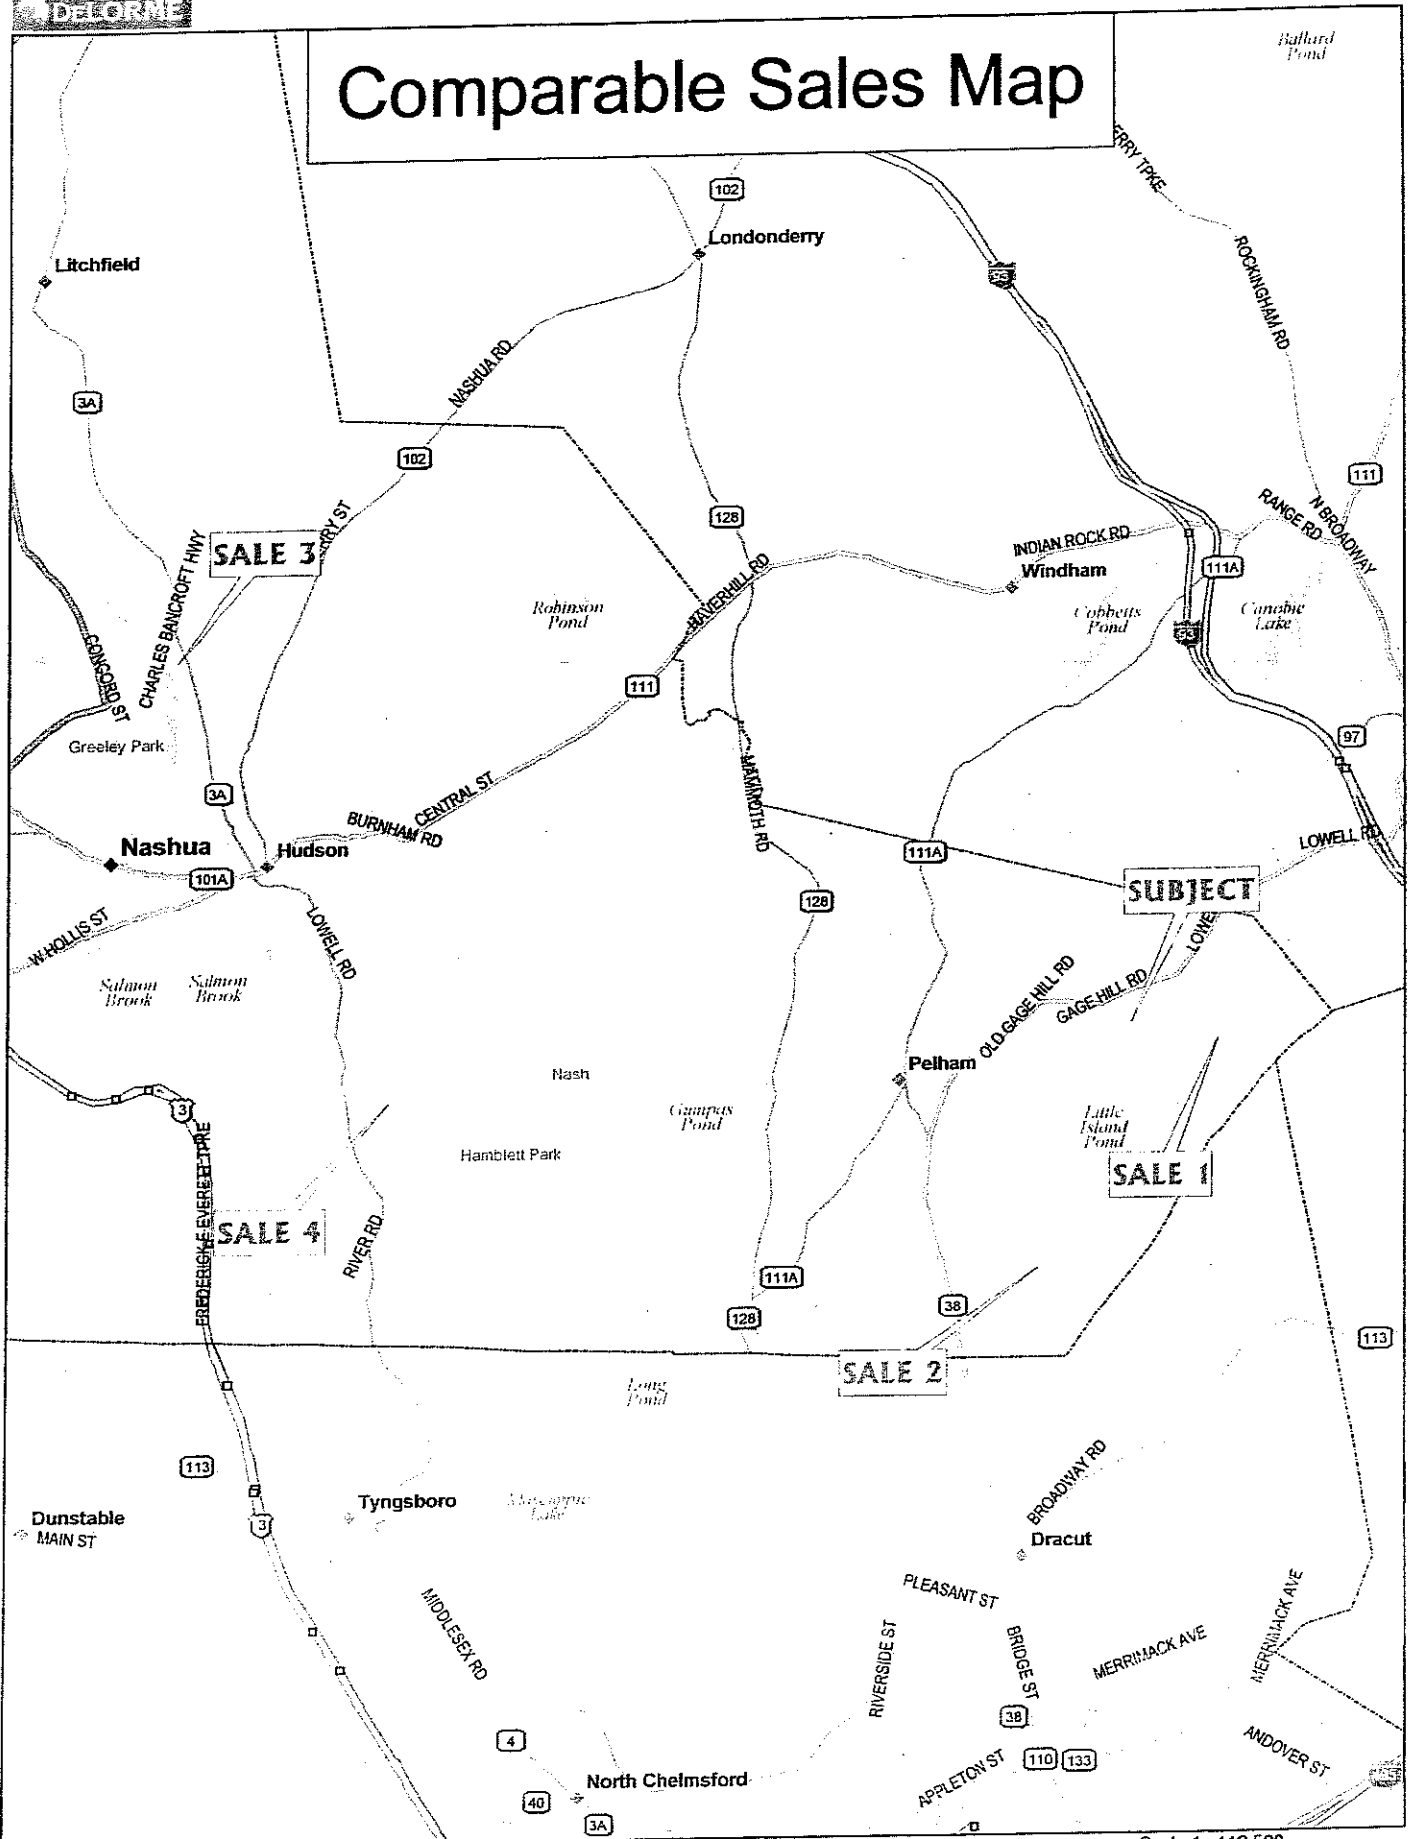 DELORME
Comparable Sales Map
Ballard
Pond
ERRY TPKE
102
Londonderry
Litchfield
93
ROCKINGHAM RD
NASHUA RD
3A
102
111
128
RANGE RD
N BROADWAY
CHARLES BANCROFT HWY
SALE 3
RRY ST
INDIAN ROCK RD
Windham
111A
HAVERHILL RD
Robinson
Pond
Cobbetts
Pond
Canobie
Lake
93
CONCORD ST
111
Greeley Park
97
3A
CENTRAL ST
BURNHAM RD
MAMMOTH RD
LOWELL RD
Nashua
Hudson
111A
101A
SUBJECT
128
LOWEL
W HOLLIS ST
LOWELL RD
Salmon
Brook
Salmon
Brook
OLD GAGE HILL RD
GAGE HILL RD
Pelham
Nash
3
Gumpas
Pond
Little
Island
Pond
Hamblett Park
SALE 1
FREDERICK E EVERETT TPKE
SALE 4
RIVER RD
111A
38
128
113
SALE 2
Long
Pond
113
BROADWAY RD
Tyngsboro
Mascuppic
Lake
Dunstable
MAIN ST
3
Dracut
PLEASANT ST
MIDDLESEX RD
RIVERSIDE ST
BRIDGE ST
MERRIMACK AVE
MERRIMACK AVE
38
4
ANDOVER ST
110
133
APPLETON ST
North Chelmsford
40
3A